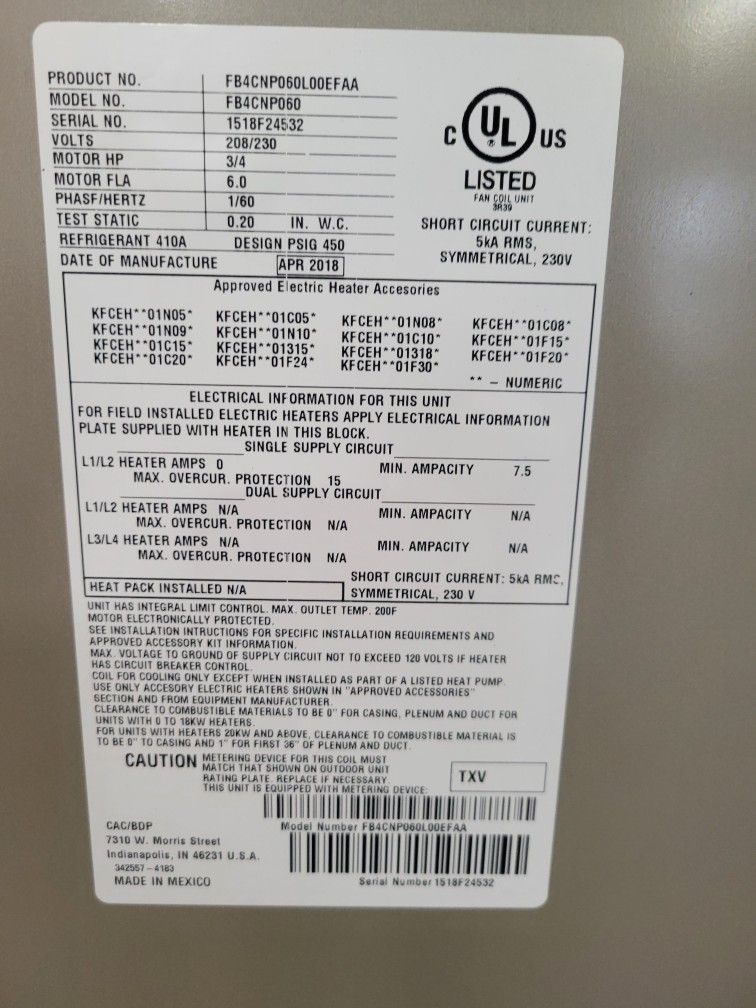 PRODUCT NO. FB4CNP060L00EFAA
MODEL NO. FB4CNP060
SERIAL NO. 1518F24532
VOLTS 208/230
MOTOR HP 3/4
MOTOR FLA 6.0
PHASF/HERTZ 1/60
TEST STATIC 0.20 IN. W.C.
REFRIGERANT 410A DESIGN PSIG 450
DATE OF MANUFACTURE APR 2018
C UL ® US
LISTED
FAN COIL UNIT
3R39
SHORT CIRCUIT CURRENT:
5kA RMS,
SYMMETRICAL, 230V
Approved Electric Heater Accesories
KFCEH**01N05* KFCEH**01C05* KFCEH**01N08* KFCEH**01C08*
KFCEH**01N09* KFCEH**01N10* KFCEH**01C10* KFCEH**01F15*
KFCEH**01C15* KFCEH**01315* KFCEH**01318* KFCEH**01F20*
KFCEH**01C20* KFCEH**01F24* KFCEH**01F30*
** - NUMERIC
ELECTRICAL INFORMATION FOR THIS UNIT
FOR FIELD INSTALLED ELECTRIC HEATERS APPLY ELECTRICAL INFORMATION
PLATE SUPPLIED WITH HEATER IN THIS BLOCK.
SINGLE SUPPLY CIRCUIT
L1/L2 HEATER AMPS 0 MIN. AMPACITY 7.5
MAX. OVERCUR. PROTECTION 15
DUAL SUPPLY CIRCUIT
L1/L2 HEATER AMPS N/A MIN. AMPACITY N/A
MAX. OVERCUR. PROTECTION N/A
L3/L4 HEATER AMPS N/A MIN. AMPACITY N/A
MAX. OVERCUR. PROTECTION N/A
HEAT PACK INSTALLED N/A
SHORT CIRCUIT CURRENT: 5kA RMC,
SYMMETRICAL, 230 V
UNIT HAS INTEGRAL LIMIT CONTROL. MAX. OUTLET TEMP. 200F
MOTOR ELECTRONICALLY PROTECTED.
SEE INSTALLATION INTRUCTIONS FOR SPECIFIC INSTALLATION REQUIREMENTS AND
APPROVED ACCESSORY KIT INFORMATION.
MAX. VOLTAGE TO GROUND OF SUPPLY CIRCUIT NOT TO EXCEED 120 VOLTS IF HEATER
HAS CIRCUIT BREAKER CONTROL.
COIL FOR COOLING ONLY EXCEPT WHEN INSTALLED AS PART OF A LISTED HEAT PUMP.
USE ONLY ACCESORY ELECTRIC HEATERS SHOWN IN "APPROVED ACCESSORIES"
SECTION AND FROM EQUIPMENT MANUFACTURER.
CLEARANCE TO COMBUSTIBLE MATERIALS TO BE 0" FOR CASING, PLENUM AND DUCT FOR
UNITS WITH 0 TO 18KW HEATERS.
FOR UNITS WITH HEATERS 20KW AND ABOVE, CLEARANCE TO COMBUSTIBLE MATERIAL IS
TO BE 0" TO CASING AND 1" FOR FIRST 36" OF PLENUM AND DUCT.
CAUTION METERING DEVICE FOR THIS COIL MUST
MATCH THAT SHOWN ON OUTDOOR UNIT
RATING PLATE. REPLACE IF NECESSARY.
THIS UNIT IS EQUIPPED WITH METERING DEVICE:
TXV
Model Number FB4CNP060L00EFAA
CAC/BDP
7310 W. Morris Street
Indianapolis, IN 46231 U.S.A.
342557-4183
MADE IN MEXICO
Serial Number 1518F24532